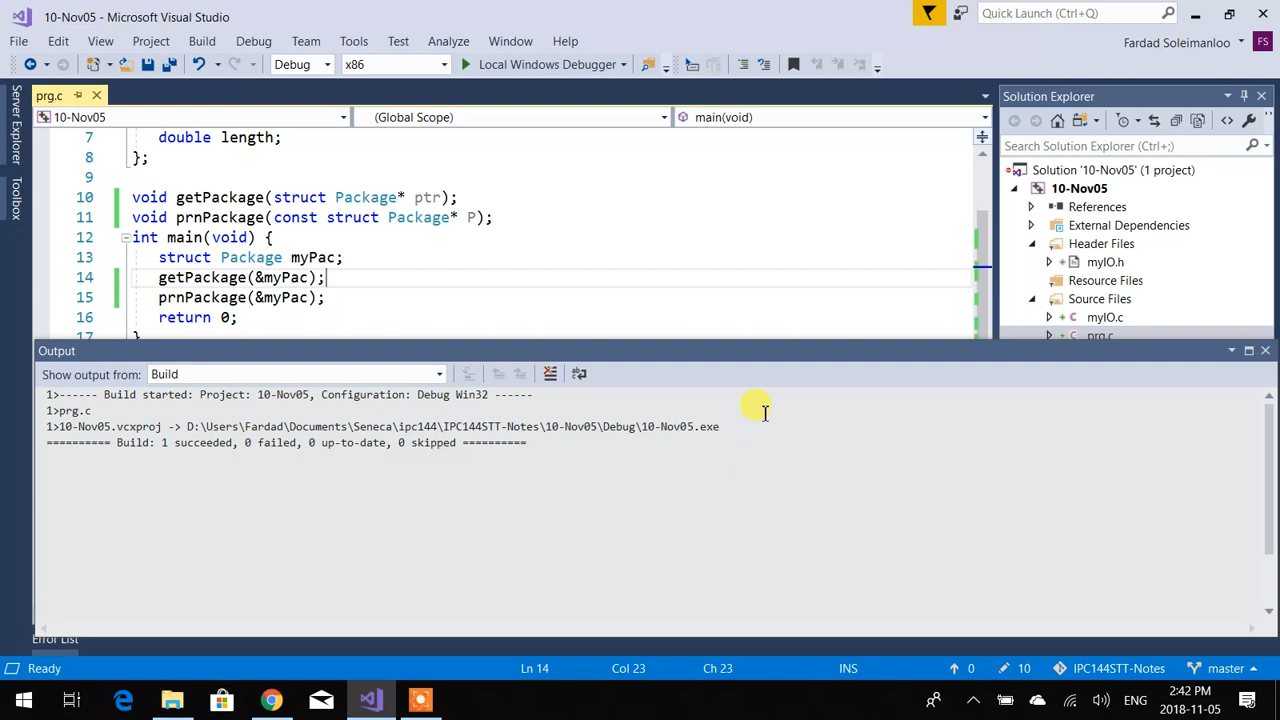 10-Nov05 - Microsoft Visual Studio
Quick Launch (Ctrl+Q)
File Edit View Project Build Debug Team Tools Test Analyze Window Help
Fardad Soleimanloo FS
Debug x86 Local Windows Debugger
Server Explorer
Toolbox
prg.c
10-Nov05 (Global Scope) main(void)
7 double length;
8 };
9
10 void getPackage(struct Package* ptr);
11 void prnPackage(const struct Package* P);
12 int main(void) {
13 struct Package myPac;
14 getPackage(&myPac);
15 prnPackage(&myPac);
16 return 0;
17 }
Solution Explorer
Search Solution Explorer (Ctrl+;)
Solution '10-Nov05' (1 project)
10-Nov05
References
External Dependencies
Header Files
myIO.h
Resource Files
Source Files
myIO.c
prg.c
Output
Show output from: Build
1>------ Build started: Project: 10-Nov05, Configuration: Debug Win32 ------
1>prg.c
1>10-Nov05.vcxproj -> D:\Users\Fardad\Documents\Seneca\ipc144\IPC144STT-Notes\10-Nov05\Debug\10-Nov05.exe
========== Build: 1 succeeded, 0 failed, 0 up-to-date, 0 skipped ==========
Error List
Ready Ln 14 Col 23 Ch 23 INS 0 10 IPC144STT-Notes master
ENG
2:42 PM
2018-11-05